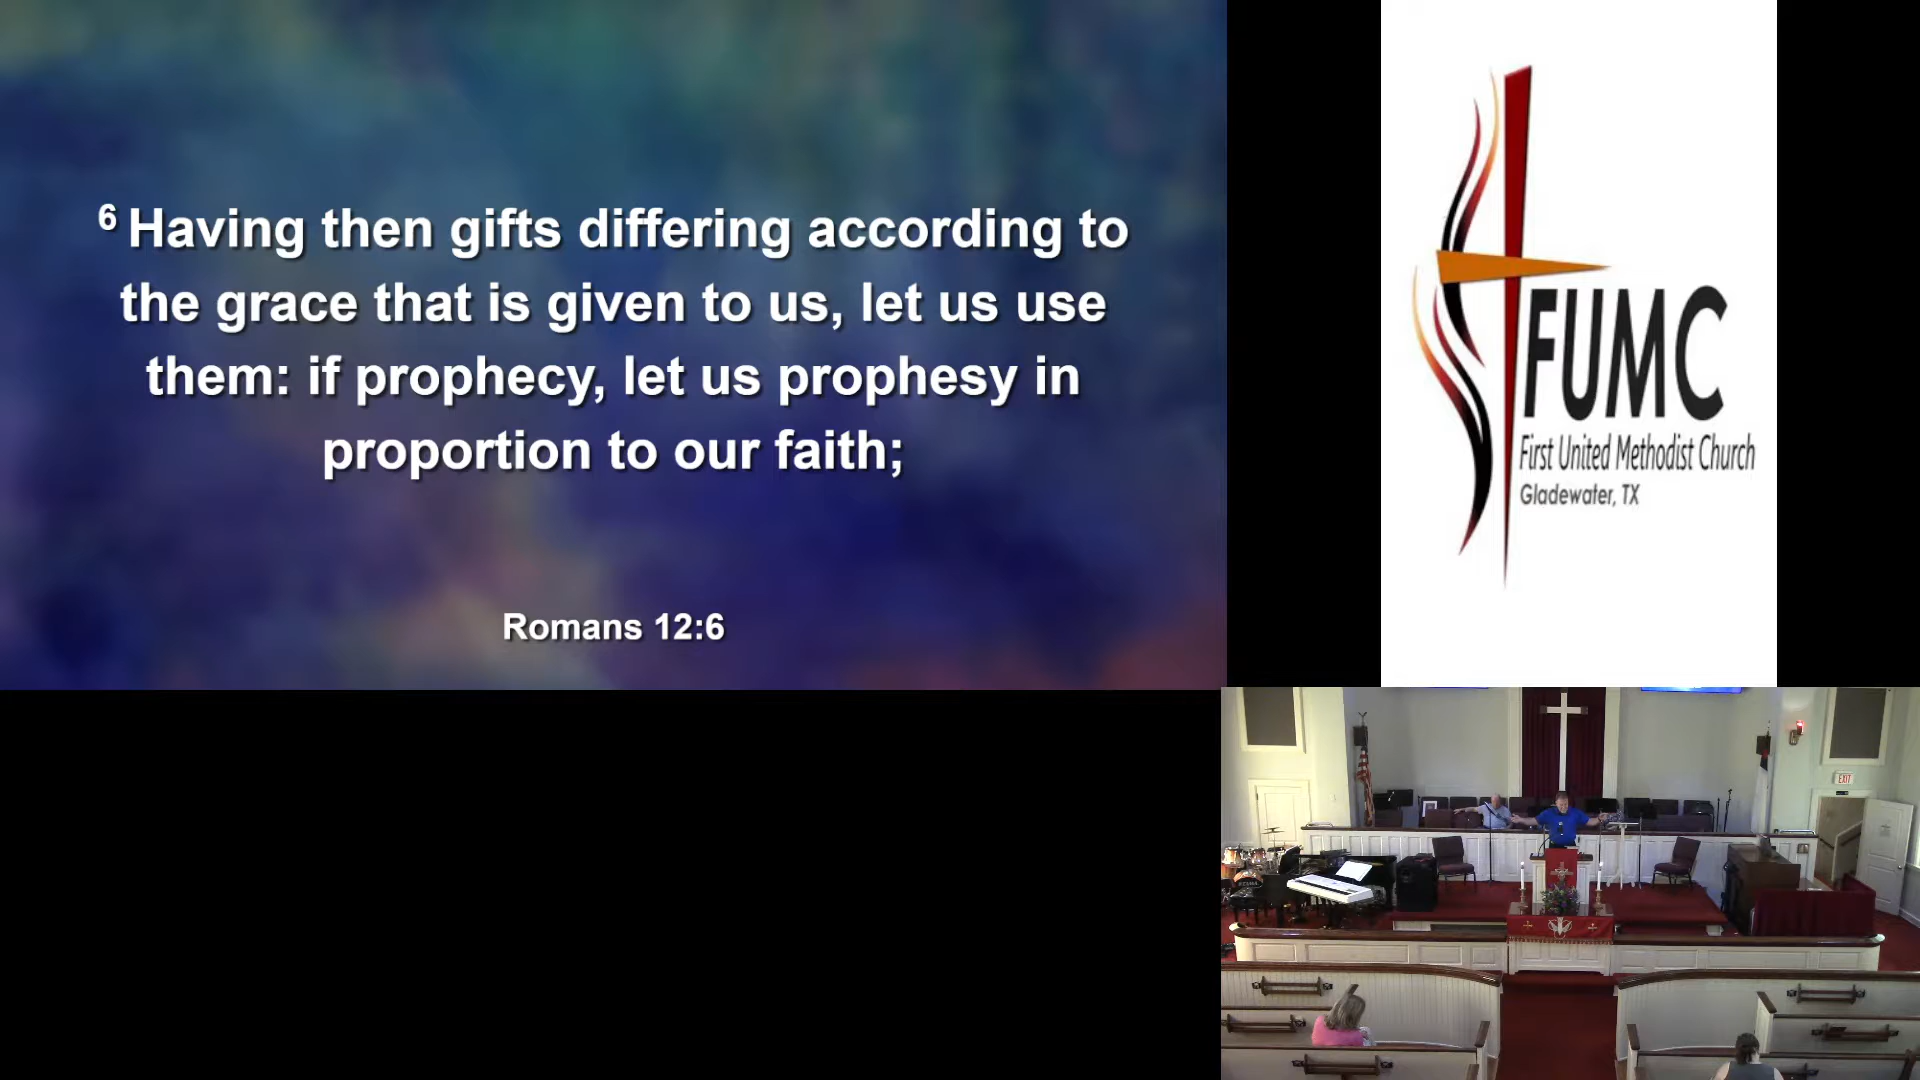 6 Having then gifts differing according to
the grace that is given to us, let us use
them: if prophecy, let us prophesy in
proportion to our faith;
Romans 12:6
FUMC
First United Methodist Church
Gladewater, TX
EXIT